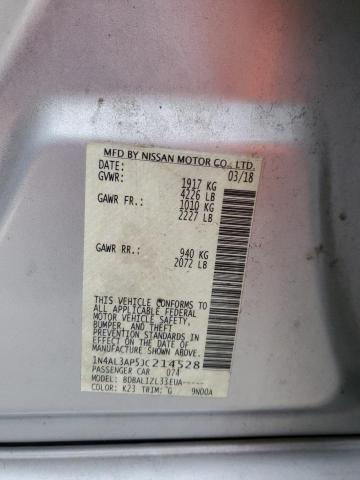 MFD BY NISSAN MOTOR CO., LTD.
DATE: 03/18
GVWR: 1917 KG
4226 LB
GAWR FR.: 1010 KG
2227 LB
GAWR RR.: 940 KG
2072 LB
THIS VEHICLE CONFORMS TO
ALL APPLICABLE FEDERAL
MOTOR VEHICLE SAFETY,
BUMPER, AND THEFT
PREVENTION STANDARDS IN
EFFECT ON THE DATE OF
MANUFACTURE SHOWN ABOVE.
1N4AL3AP5JC214528
PASSENGER CAR 074
MODEL: BDBALIZL33EUA-----
COLOR: K23 TRIM: G 9N00A